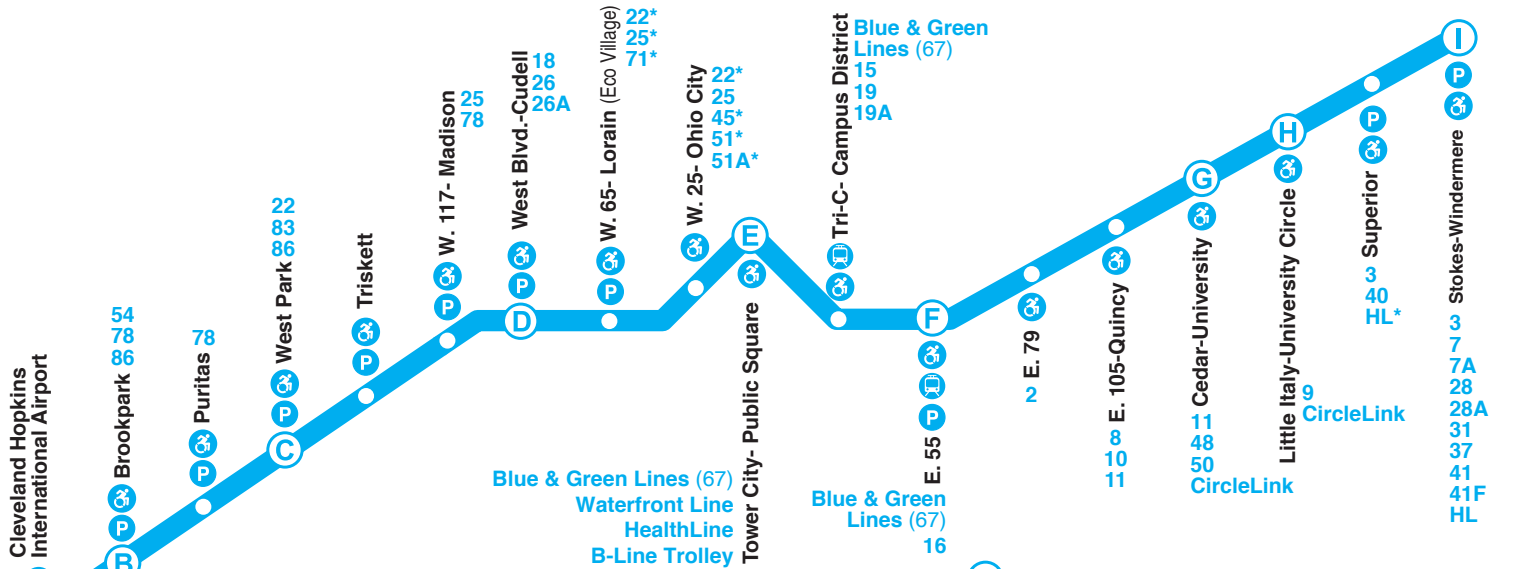 Cleveland Hopkins
International Airport
54
78
86
Brookpark
P
B
78
Puritas
P
22
83
86
West Park
P
C
Triskett
P
25
78
W. 117- Madison
P
18
26
26A
West Blvd.-Cudell
P
D
22*
25*
71*
W. 65- Lorain (Eco Village)
P
22*
25
45*
51*
51A*
W. 25- Ohio City
E
Tower City- Public Square
Blue & Green Lines (67)
Waterfront Line
HealthLine
B-Line Trolley
Blue & Green
Lines (67)
15
19
19A
Tri-C- Campus District
F
P
E. 55
Blue & Green
Lines (67)
16
E. 79
2
E. 105-Quincy
8
10
11
G
Cedar-University
11
48
50
CircleLink
H
Little Italy-University Circle
9
CircleLink
P
Superior
3
40
HL*
I
P
Stokes-Windermere
3
7
7A
28
28A
31
37
41
41F
HL